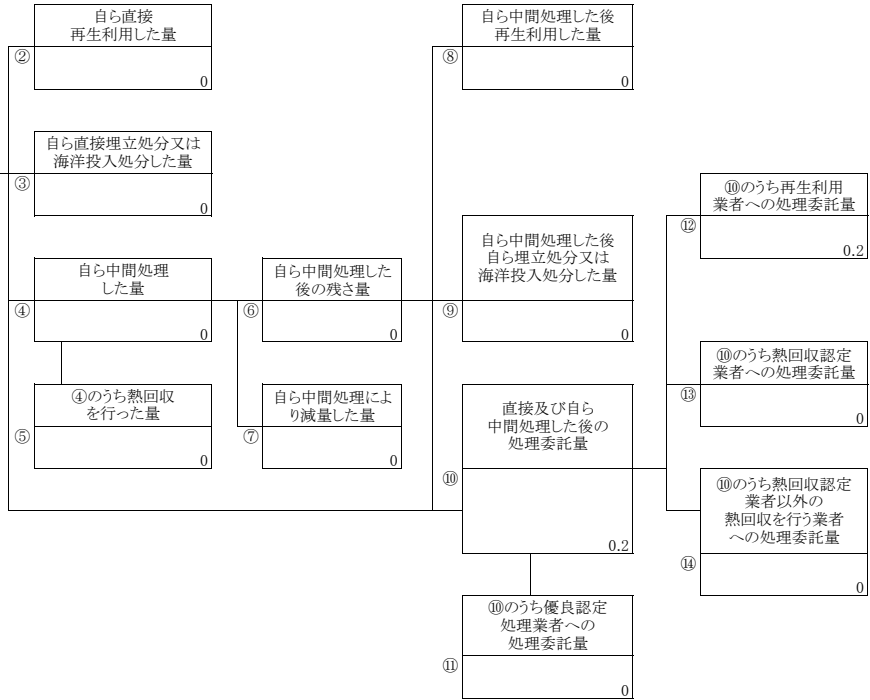 自ら直接
再生利用した量
②
0
自ら直接埋立処分又は
海洋投入処分した量
③
0
自ら中間処理
した量
④
0
④のうち熱回収
を行った量
⑤
0
自ら中間処理した
後の残さ量
⑥
0
自ら中間処理によ
り減量した量
⑦
0
自ら中間処理した後
再生利用した量
⑧
0
自ら中間処理した後
自ら埋立処分又は
海洋投入処分した量
⑨
0
直接及び自ら
中間処理した後の
処理委託量
⑩
0.2
⑩のうち優良認定
処理業者への
処理委託量
⑪
0
⑩のうち再生利用
業者への処理委託量
⑫
0.2
⑩のうち熱回収認定
業者への処理委託量
⑬
0
⑩のうち熱回収認定
業者以外の
熱回収を行う業者
への処理委託量
⑭
0